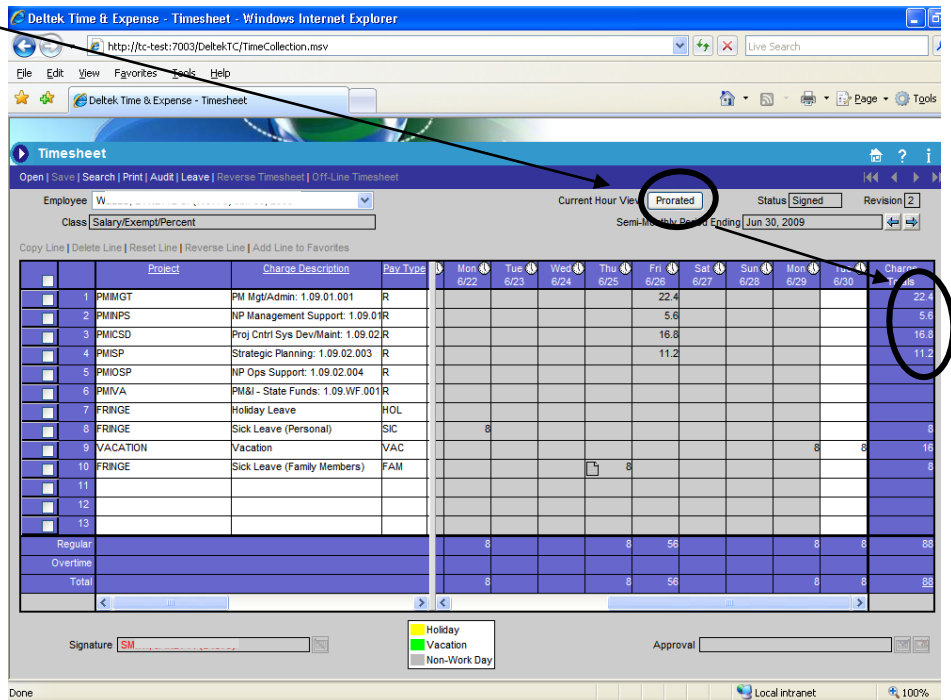 Deltek Time & Expense - Timesheet - Windows Internet Explorer
http://tc-test:7003/DeltekTC/TimeCollection.msv
Live Search
File Edit View Favorites Tools Help
Deltek Time & Expense - Timesheet
Page Tools
Timesheet
Open | Save | Search | Print | Audit | Leave | Reverse Timesheet | Off-Line Timesheet
Employee Current Hour View Prorated Status Signed Revision 2
Class Salary/Exempt/Percent Semi-Monthly Period Ending Jun 30, 2009
Copy Line | Delete Line | Reset Line | Reverse Line | Add Line to Favorites
Project Charge Description Pay Type Mon Tue Wed Thu Fri Sat Sun Mon Tue Charge
6/22 6/23 6/24 6/25 6/26 6/27 6/28 6/29 6/30 Totals
1 PMIMGT PM Mgt/Admin: 1.09.01.001 R 22.4 22.4
2 PMINPS NP Management Support: 1.09.01 R 5.6 5.6
3 PMICSD Proj Cntrl Sys Dev/Maint: 1.09.02. R 16.8 16.8
4 PMISP Strategic Planning: 1.09.02.003 R 11.2 11.2
5 PMIOSP NP Ops Support: 1.09.02.004 R
6 PMIVA PM&I - State Funds: 1.09.WF.001 R
7 FRINGE Holiday Leave HOL
8 FRINGE Sick Leave (Personal) SIC 8 8
9 VACATION Vacation VAC 8 8 16
10 FRINGE Sick Leave (Family Members) FAM 8 8
11
12
13
Regular 8 8 56 8 8 88
Overtime
Total 8 8 56 8 8 88
Signature SM Approval
Holiday
Vacation
Non-Work Day
Done Local intranet 100%